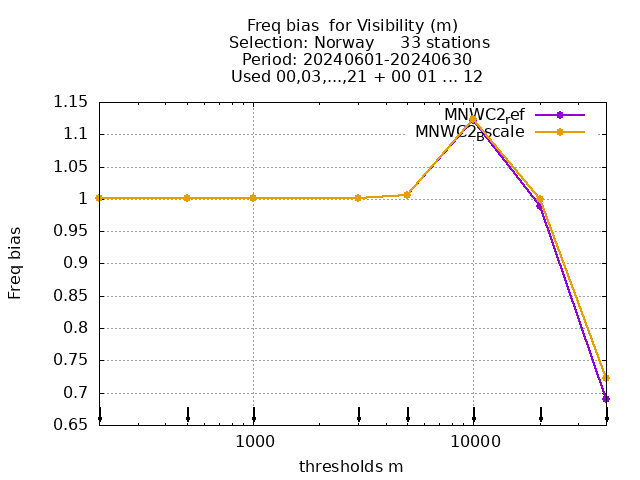 Freq bias  for Visibility (m)
Selection: Norway     33 stations
Period: 20240601-20240630
Used 00,03,...,21 + 00 01 ... 12
1.15
1.1
1.05
1
0.95
0.9
0.85
0.8
0.75
0.7
0.65
Freq bias
MNWC2ref
MNWC2Bscale
1000
10000
thresholds m